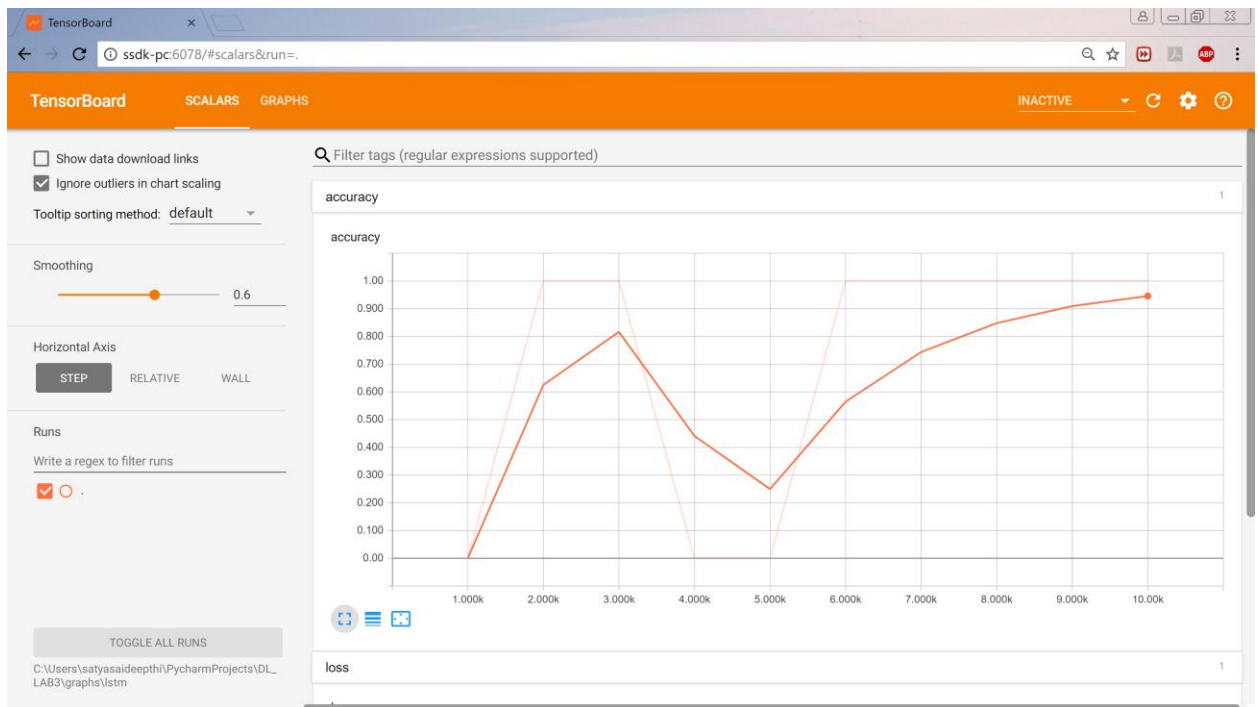 TensorBoard
ssdk-pc:6078/#scalars&run=.
ABP
TensorBoard SCALARS GRAPHS INACTIVE
Show data download links
Ignore outliers in chart scaling
Tooltip sorting method: default
Smoothing
0.6
Horizontal Axis
STEP RELATIVE WALL
Runs
Write a regex to filter runs
.
TOGGLE ALL RUNS
C:\Users\satyasaideepthi\PycharmProjects\DL_
LAB3\graphs\lstm
Filter tags (regular expressions supported)
accuracy 1
accuracy
1.00
0.900
0.800
0.700
0.600
0.500
0.400
0.300
0.200
0.100
0.00
1.000k 2.000k 3.000k 4.000k 5.000k 6.000k 7.000k 8.000k 9.000k 10.00k
loss 1